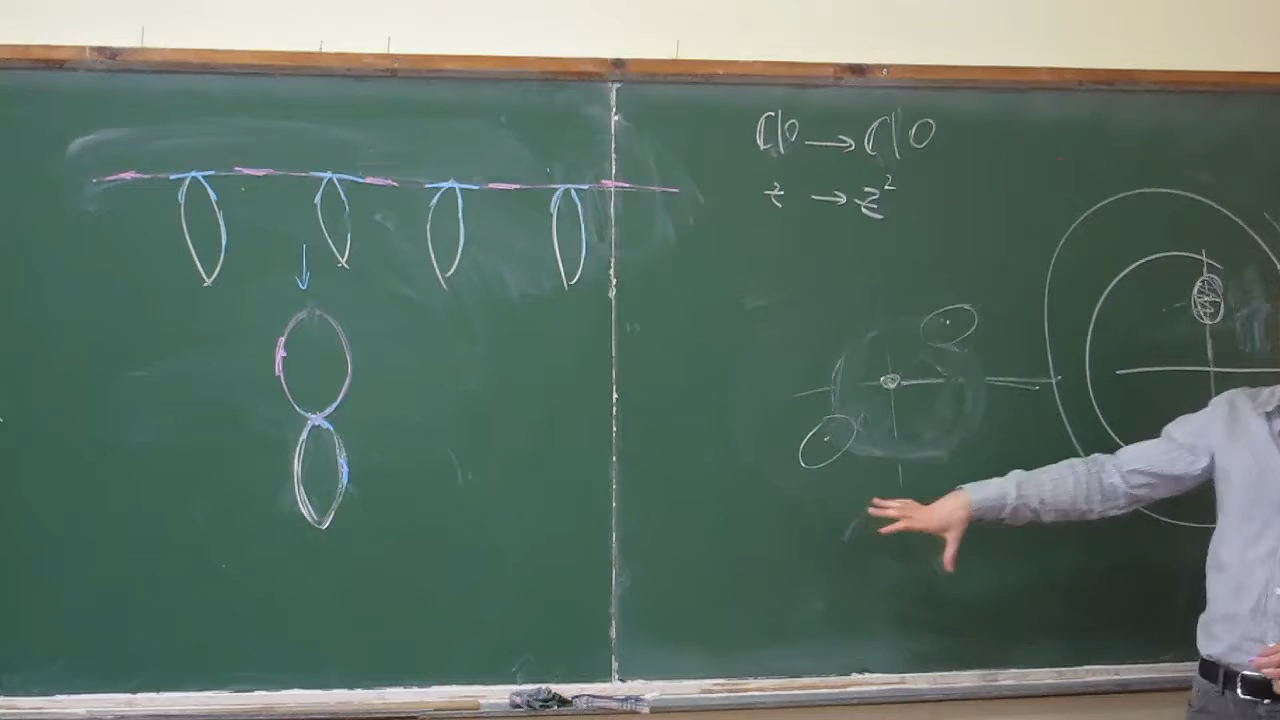 ℂ\0 → ℂ\0
z → z²